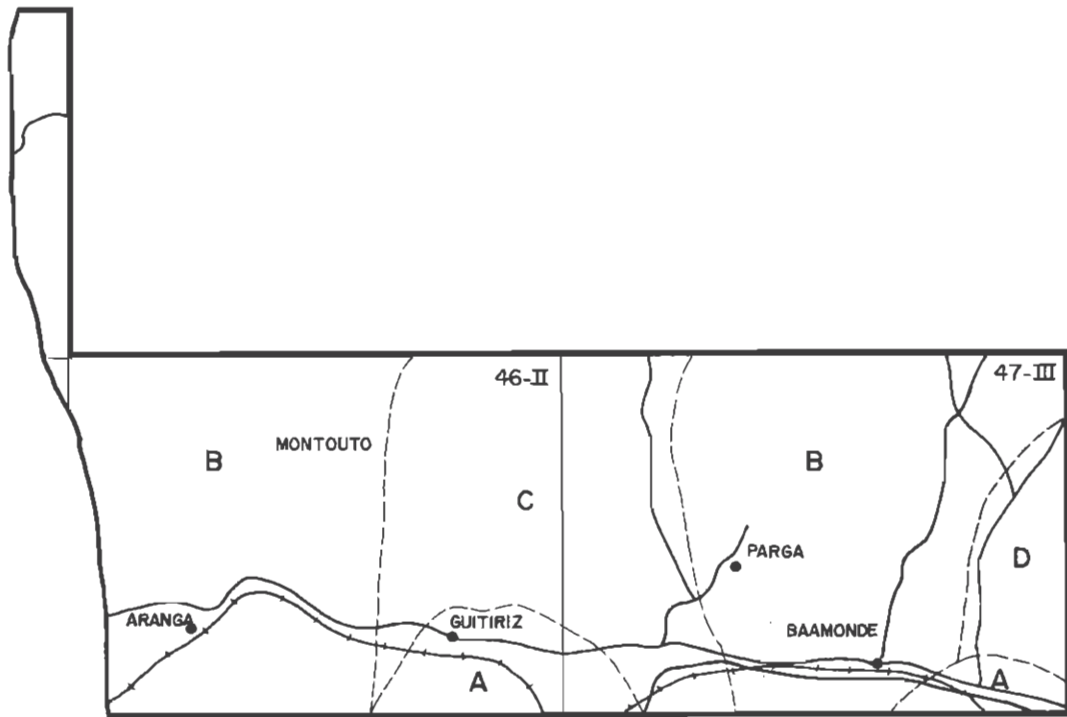 46-II
47-III
MONTOUTO
B
B
C
PARGA
D
ARANGA
GUITIRIZ
BAAMONDE
A
A